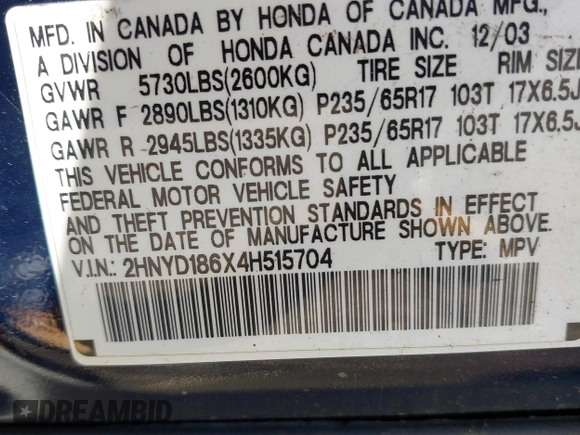 MFD. IN CANADA BY HONDA OF CANADA MFG.,
A DIVISION OF HONDA CANADA INC. 12/03
GVWR 5730LBS(2600KG) TIRE SIZE RIM SIZE
GAWR F 2890LBS(1310KG) P235/65R17 103T 17X6.5J
GAWR R 2945LBS(1335KG) P235/65R17 103T 17X6.5J
THIS VEHICLE CONFORMS TO ALL APPLICABLE
FEDERAL MOTOR VEHICLE SAFETY
AND THEFT PREVENTION STANDARDS IN EFFECT
ON THE DATE OF MANUFACTURE SHOWN ABOVE.
V.I.N.: 2HNYD186X4H515704 TYPE: MPV
DREAMBID